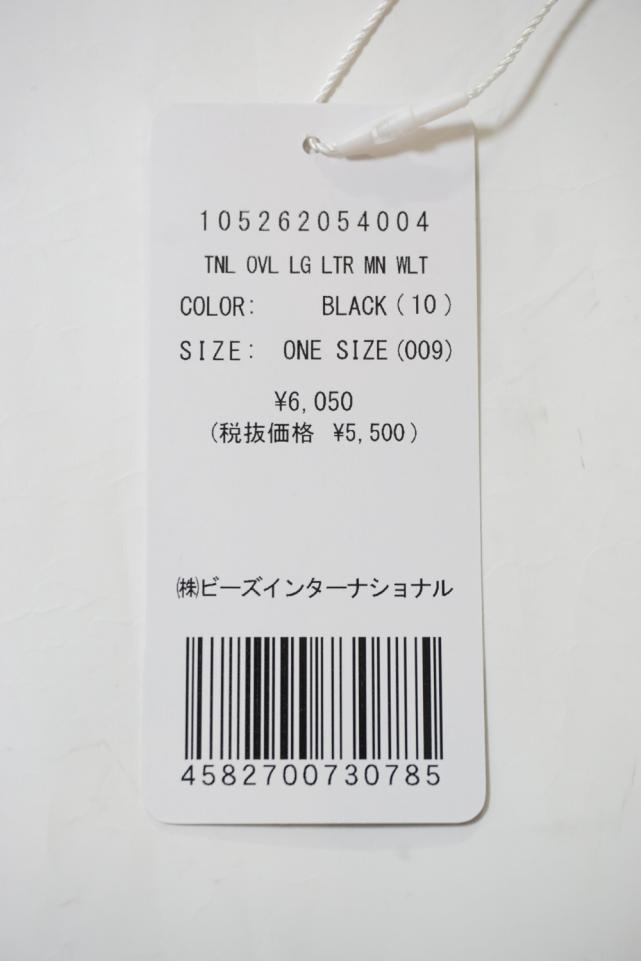 105262054004
TNL OVL LG LTR MN WLT
COLOR: BLACK(10)
SIZE: ONE SIZE(009)
¥6,050
(税抜価格 ¥5,500)
㈱ビーズインターナショナル
4582700730785